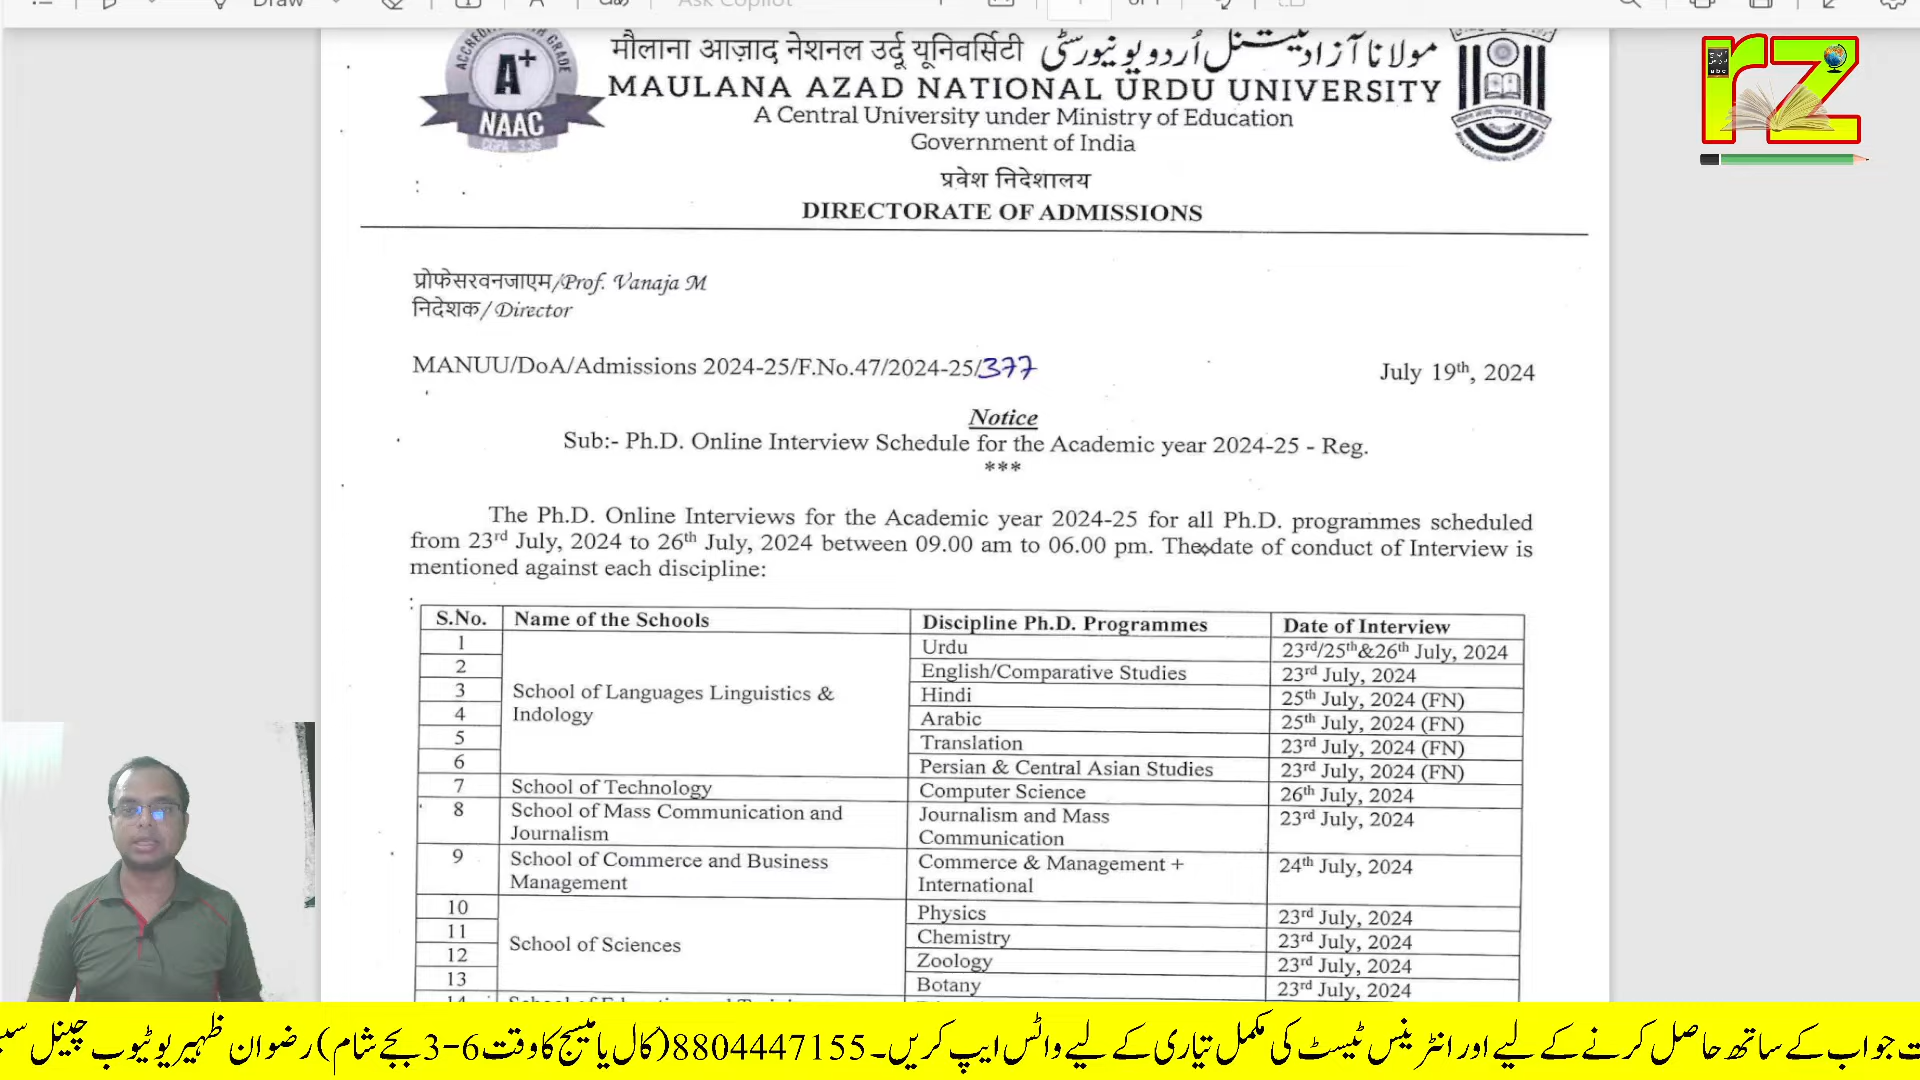 Draw
Ask Copilot
ACCREDITED WITH GRADE
A+
NAAC
CGPA - 3.36
मौलाना आज़ाद नेशनल उर्दू यूनिवर्सिटी مولانا آزاد نیشنل اُردو یونیورسٹی
MAULANA AZAD NATIONAL URDU UNIVERSITY
A Central University under Ministry of Education
Government of India
प्रवेश निदेशालय
DIRECTORATE OF ADMISSIONS
rz
प्रोफेसरवनजाएम/Prof. Vanaja M
निदेशक/Director
MANUU/DoA/Admissions 2024-25/F.No.47/2024-25/377
July 19th, 2024
Notice
Sub:- Ph.D. Online Interview Schedule for the Academic year 2024-25 - Reg.
***
The Ph.D. Online Interviews for the Academic year 2024-25 for all Ph.D. programmes scheduled
from 23rd July, 2024 to 26th July, 2024 between 09.00 am to 06.00 pm. The date of conduct of Interview is
mentioned against each discipline:
S.No. Name of the Schools Discipline Ph.D. Programmes Date of Interview
1 Urdu 23rd/25th&26th July, 2024
2 English/Comparative Studies 23rd July, 2024
3 School of Languages Linguistics & Hindi 25th July, 2024 (FN)
4 Indology Arabic 25th July, 2024 (FN)
5 Translation 23rd July, 2024 (FN)
6 Persian & Central Asian Studies 23rd July, 2024 (FN)
7 School of Technology Computer Science 26th July, 2024
8 School of Mass Communication and Journalism and Mass 23rd July, 2024
Journalism Communication
9 School of Commerce and Business Commerce & Management + 24th July, 2024
Management International
10 Physics 23rd July, 2024
11 School of Sciences Chemistry 23rd July, 2024
12 Zoology 23rd July, 2024
13 Botany 23rd July, 2024
14
جواب کے ساتھ حاصل کرنے کے لیے اور انٹرینس ٹیسٹ کی مکمل تیاری کے لیے واٹس ایپ کریں۔ 8804447155 (کال یا میسج کا وقت 6-3 بجے شام) رضوان ظہیر یوٹیوب چینل